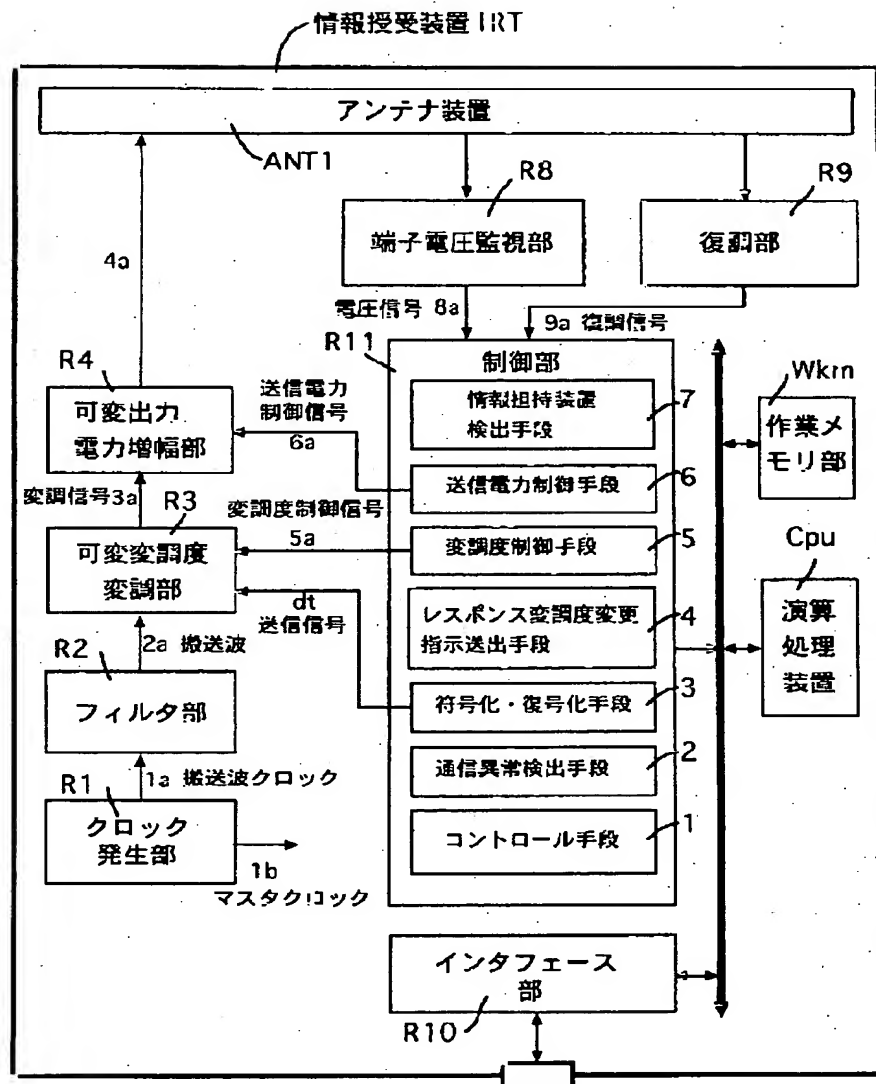 情報授受装置 IRT
アンテナ装置
ANT1
R8
R9
端子電圧監視部
復調部
4a
電圧信号 8a
9a 復調信号
R11
制御部
R4
送信電力
制御信号
6a
情報担持装置
検出手段
7
Wkm
可変出力
電力増幅部
作業メ
モリ部
送信電力制御手段
6
変調信号3a
R3
変調度制御信号
5a
変調度制御手段
5
Cpu
可変変調度
変調部
dt
送信信号
レスポンス変調度変更
指示送出手段
4
演算
処理
装置
2a 搬送波
R2
フィルタ部
符号化・復号化手段
3
1a 搬送波クロック
R1
通信異常検出手段
2
クロック
発生部
コントロール手段
1
1b
マスタクロック
インタフェース
部
R10